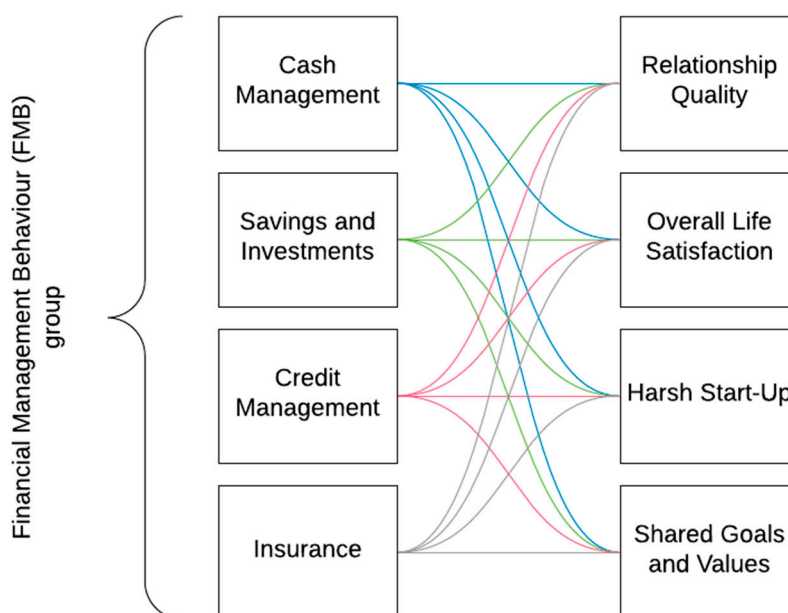 Financial Management Behaviour (FMB)
group
Cash
Management
Savings and
Investments
Credit
Management
Insurance
Relationship
Quality
Overall Life
Satisfaction
Harsh Start-Up
Shared Goals
and Values